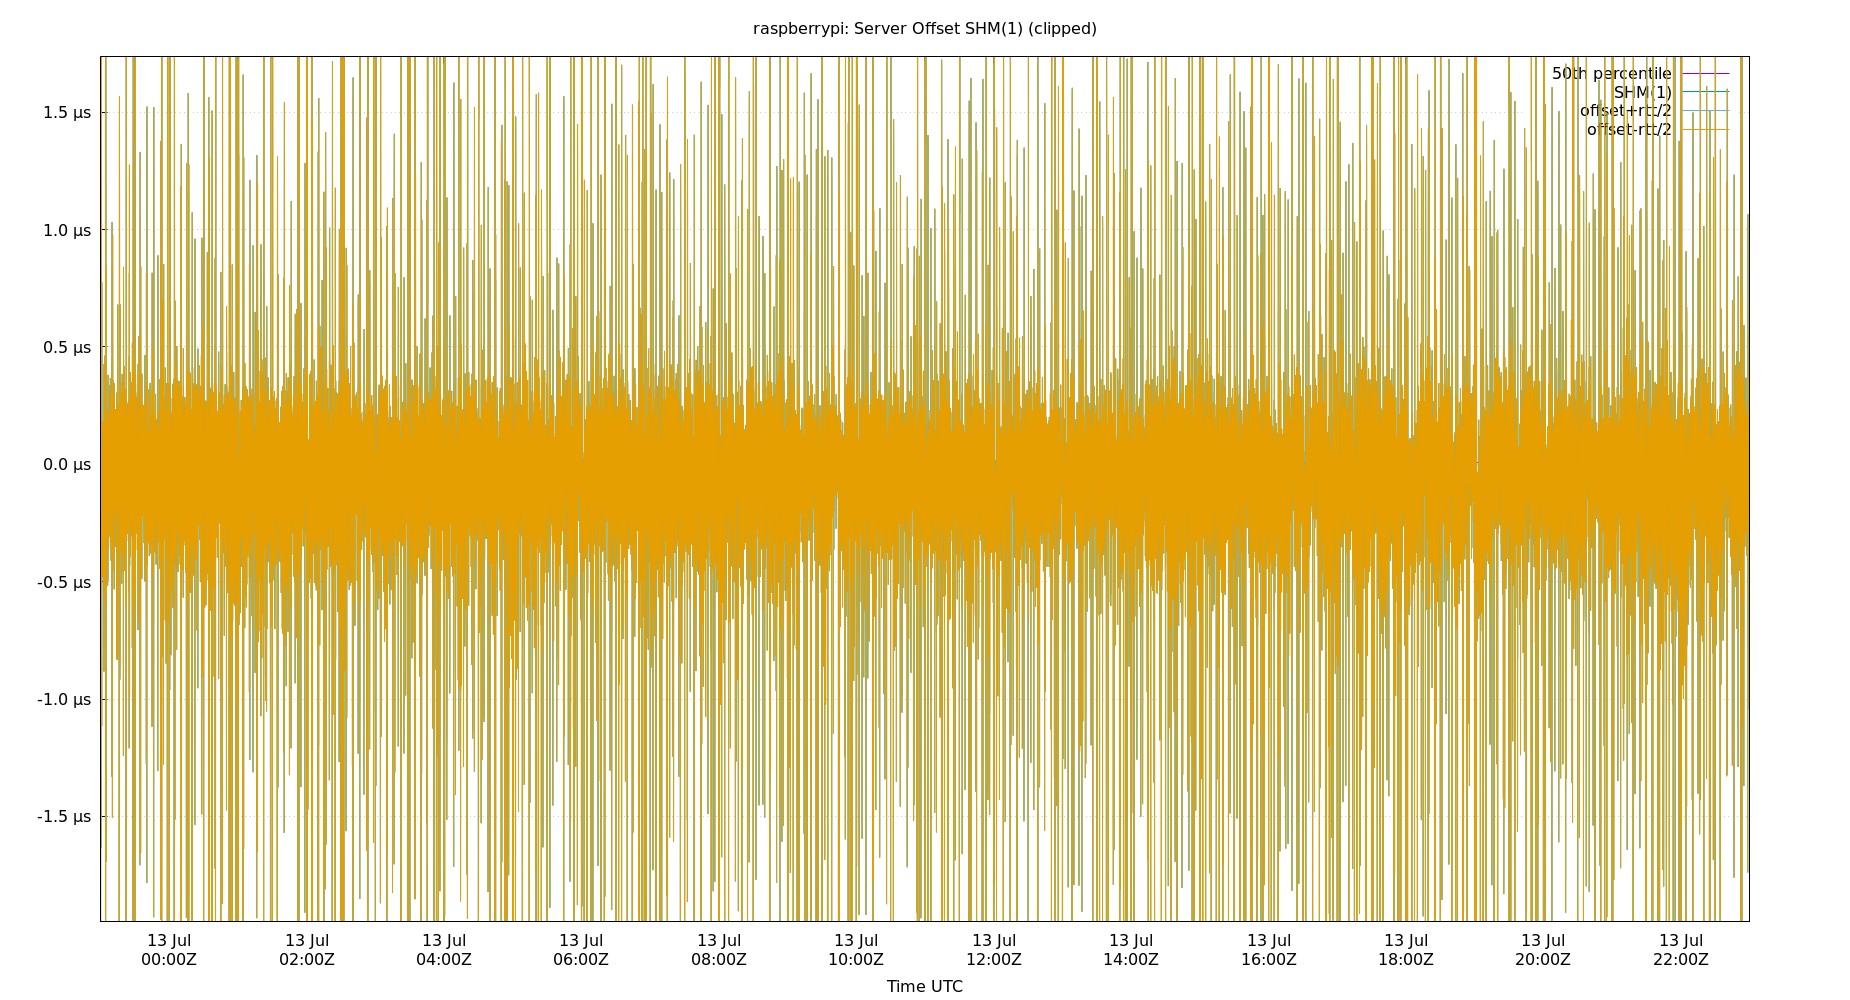 raspberrypi: Server Offset SHM(1) (clipped)
50th percentile
SHM(1)
offset+rtt/2
offset-rtt/2
1.5 µs
1.0 µs
0.5 µs
0.0 µs
-0.5 µs
-1.0 µs
-1.5 µs
13 Jul 13 Jul 13 Jul 13 Jul 13 Jul 13 Jul 13 Jul 13 Jul 13 Jul 13 Jul 13 Jul 13 Jul
00:00Z 02:00Z 04:00Z 06:00Z 08:00Z 10:00Z 12:00Z 14:00Z 16:00Z 18:00Z 20:00Z 22:00Z
Time UTC